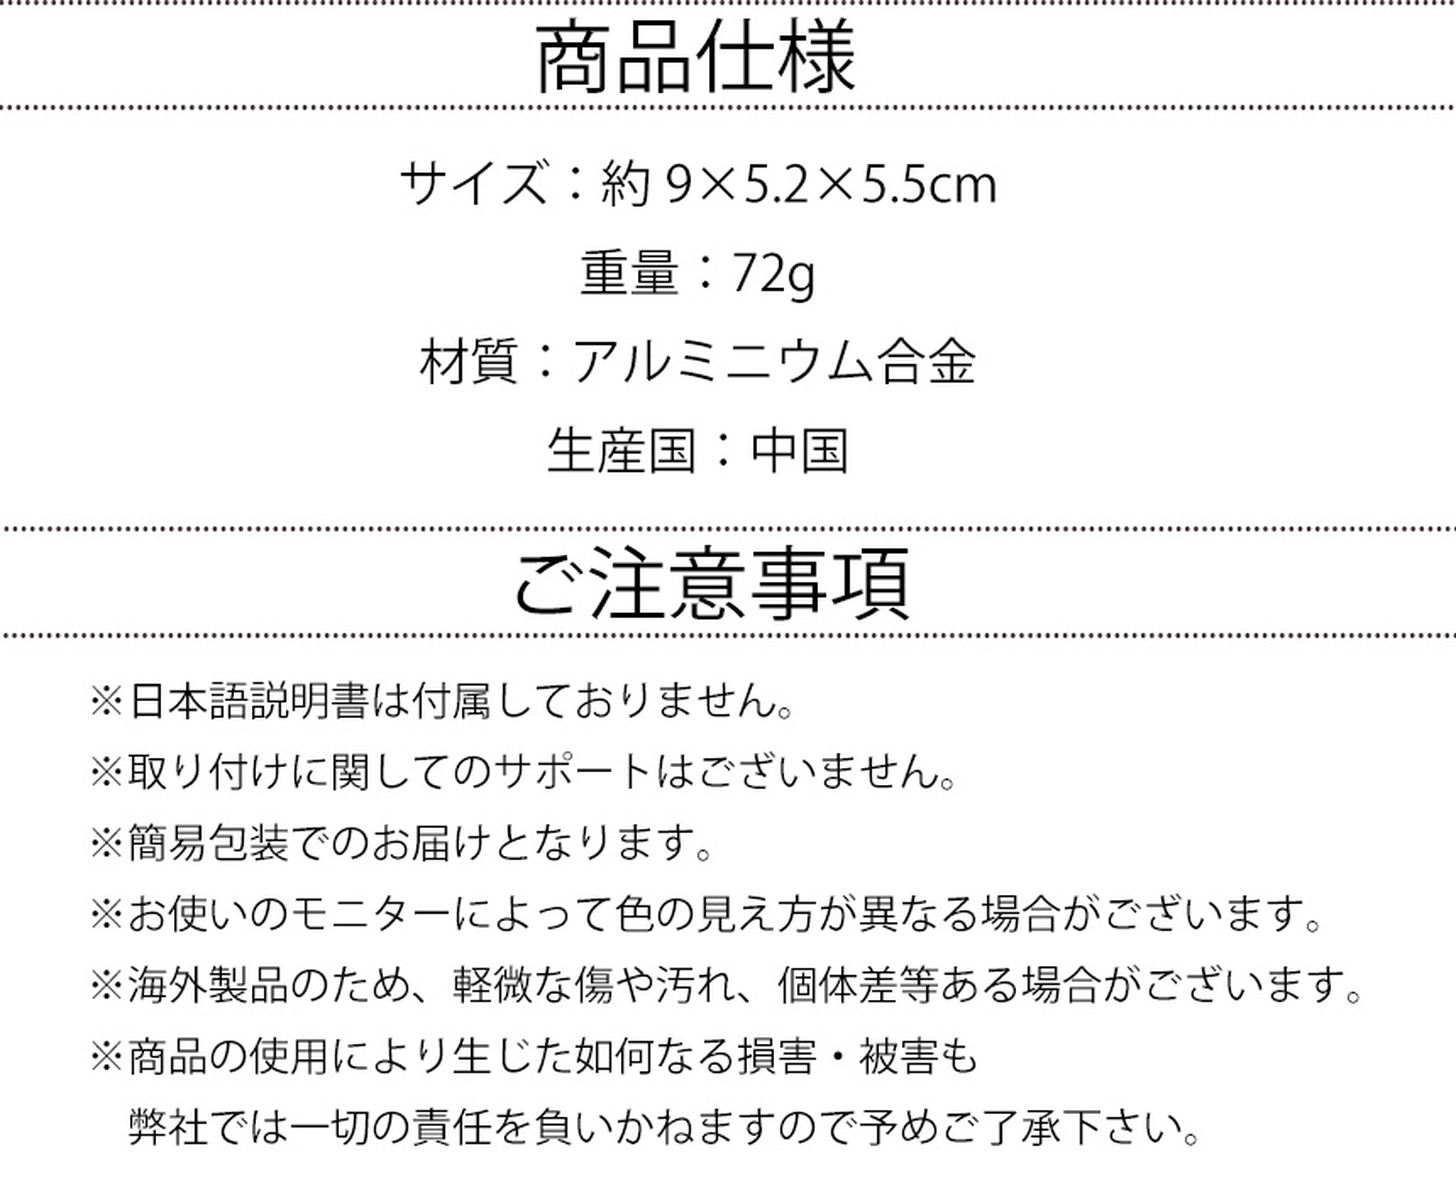 商品仕様
サイズ：約 9×5.2×5.5cm
重量：72g
材質：アルミニウム合金
生産国：中国
ご注意事項
※日本語説明書は付属しておりません。
※取り付けに関してのサポートはございません。
※簡易包装でのお届けとなります。
※お使いのモニターによって色の見え方が異なる場合がございます。
※海外製品のため、軽微な傷や汚れ、個体差等ある場合がございます。
※商品の使用により生じた如何なる損害・被害も
弊社では一切の責任を負いかねますので予めご了承下さい。